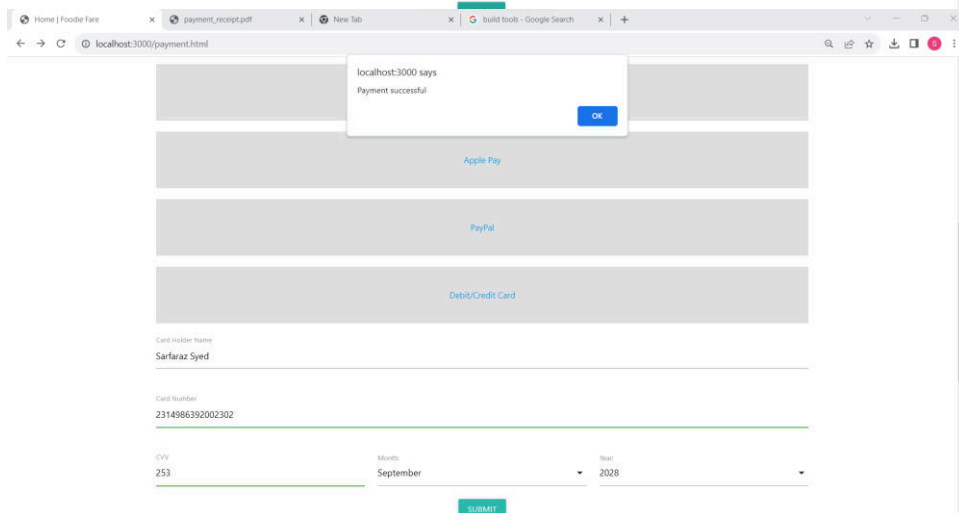 Home | Foodie Fare
payment_receipt.pdf
New Tab
build tools - Google Search
localhost:3000/payment.html
S
localhost:3000 says
Payment successful
OK
Apple Pay
PayPal
Debit/Credit Card
Card Holder Name
Sarfaraz Syed
Card Number
2314986392002302
CVV Month: Year:
253 September 2028
SUBMIT